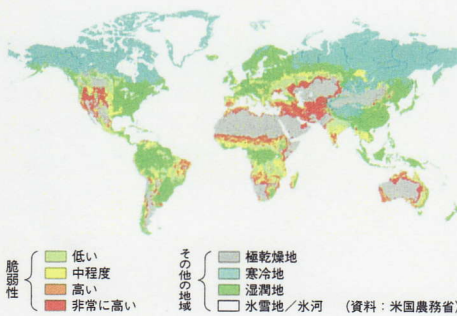 脆弱性
低い
中程度
高い
非常に高い
その他の地域
極乾燥地
寒冷地
湿潤地
氷雪地／氷河
(資料：米国農務省)